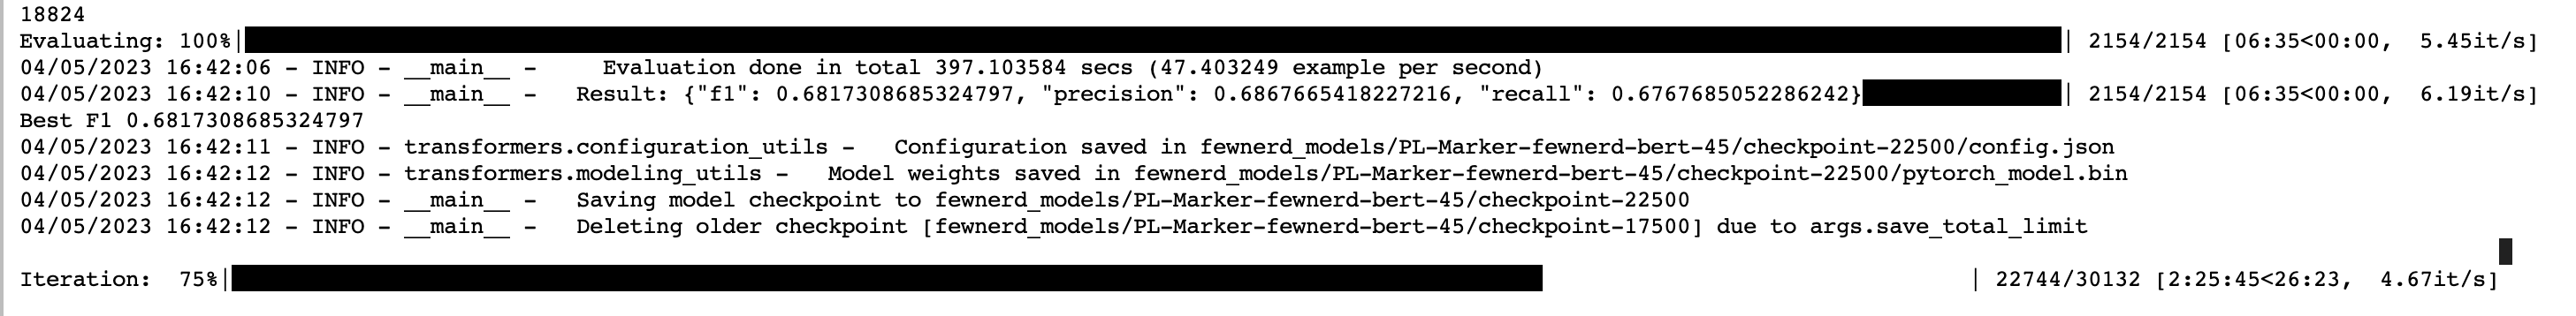 18824
Evaluating: 100%| | 2154/2154 [06:35<00:00,  5.45it/s]
04/05/2023 16:42:06 - INFO - __main__ -     Evaluation done in total 397.103584 secs (47.403249 example per second)
04/05/2023 16:42:10 - INFO - __main__ -   Result: {"f1": 0.6817308685324797, "precision": 0.6867665418227216, "recall": 0.6767685052286242} | 2154/2154 [06:35<00:00,  6.19it/s]
Best F1 0.6817308685324797
04/05/2023 16:42:11 - INFO - transformers.configuration_utils -   Configuration saved in fewnerd_models/PL-Marker-fewnerd-bert-45/checkpoint-22500/config.json
04/05/2023 16:42:12 - INFO - transformers.modeling_utils -   Model weights saved in fewnerd_models/PL-Marker-fewnerd-bert-45/checkpoint-22500/pytorch_model.bin
04/05/2023 16:42:12 - INFO - __main__ -   Saving model checkpoint to fewnerd_models/PL-Marker-fewnerd-bert-45/checkpoint-22500
04/05/2023 16:42:12 - INFO - __main__ -   Deleting older checkpoint [fewnerd_models/PL-Marker-fewnerd-bert-45/checkpoint-17500] due to args.save_total_limit
Iteration:  75%| | 22744/30132 [2:25:45<26:23,  4.67it/s]